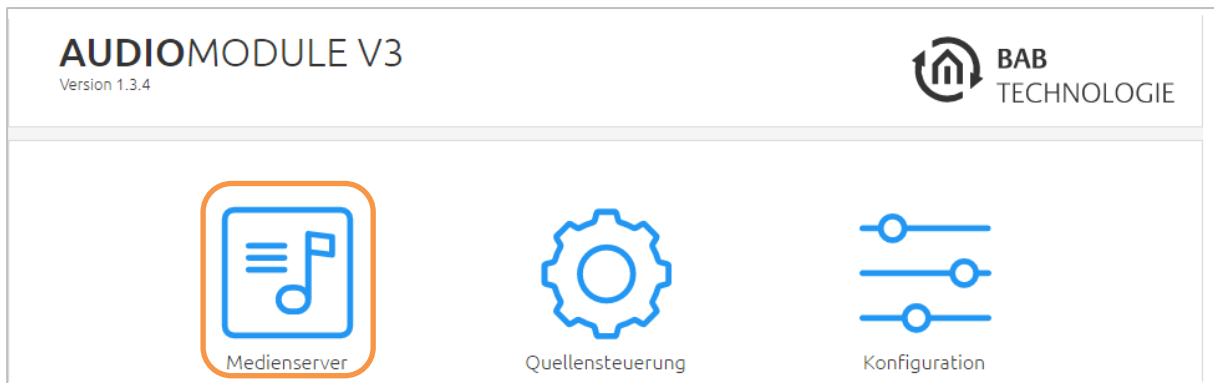 AUDIOMODULE V3
Version 1.3.4
BAB
TECHNOLOGIE
Medienserver
Quellensteuerung
Konfiguration